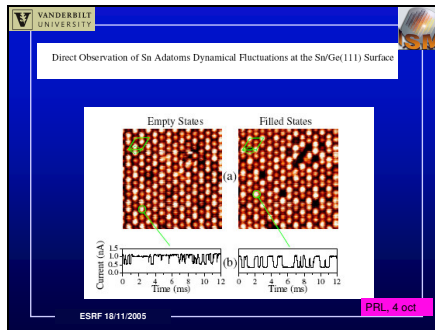 VANDERBILT
UNIVERSITY
ISM
Direct Observation of Sn Adatoms Dynamical Fluctuations at the Sn/Ge(111) Surface
Empty States
Filled States
(a)
Current (nA)
1.5
1.0
0.5
0.0
(b)
0 2 4 6 8 10 12
0 2 4 6 8 10 12
Time (ms)
Time (ms)
PRL, 4 oct
ESRF 18/11/2005